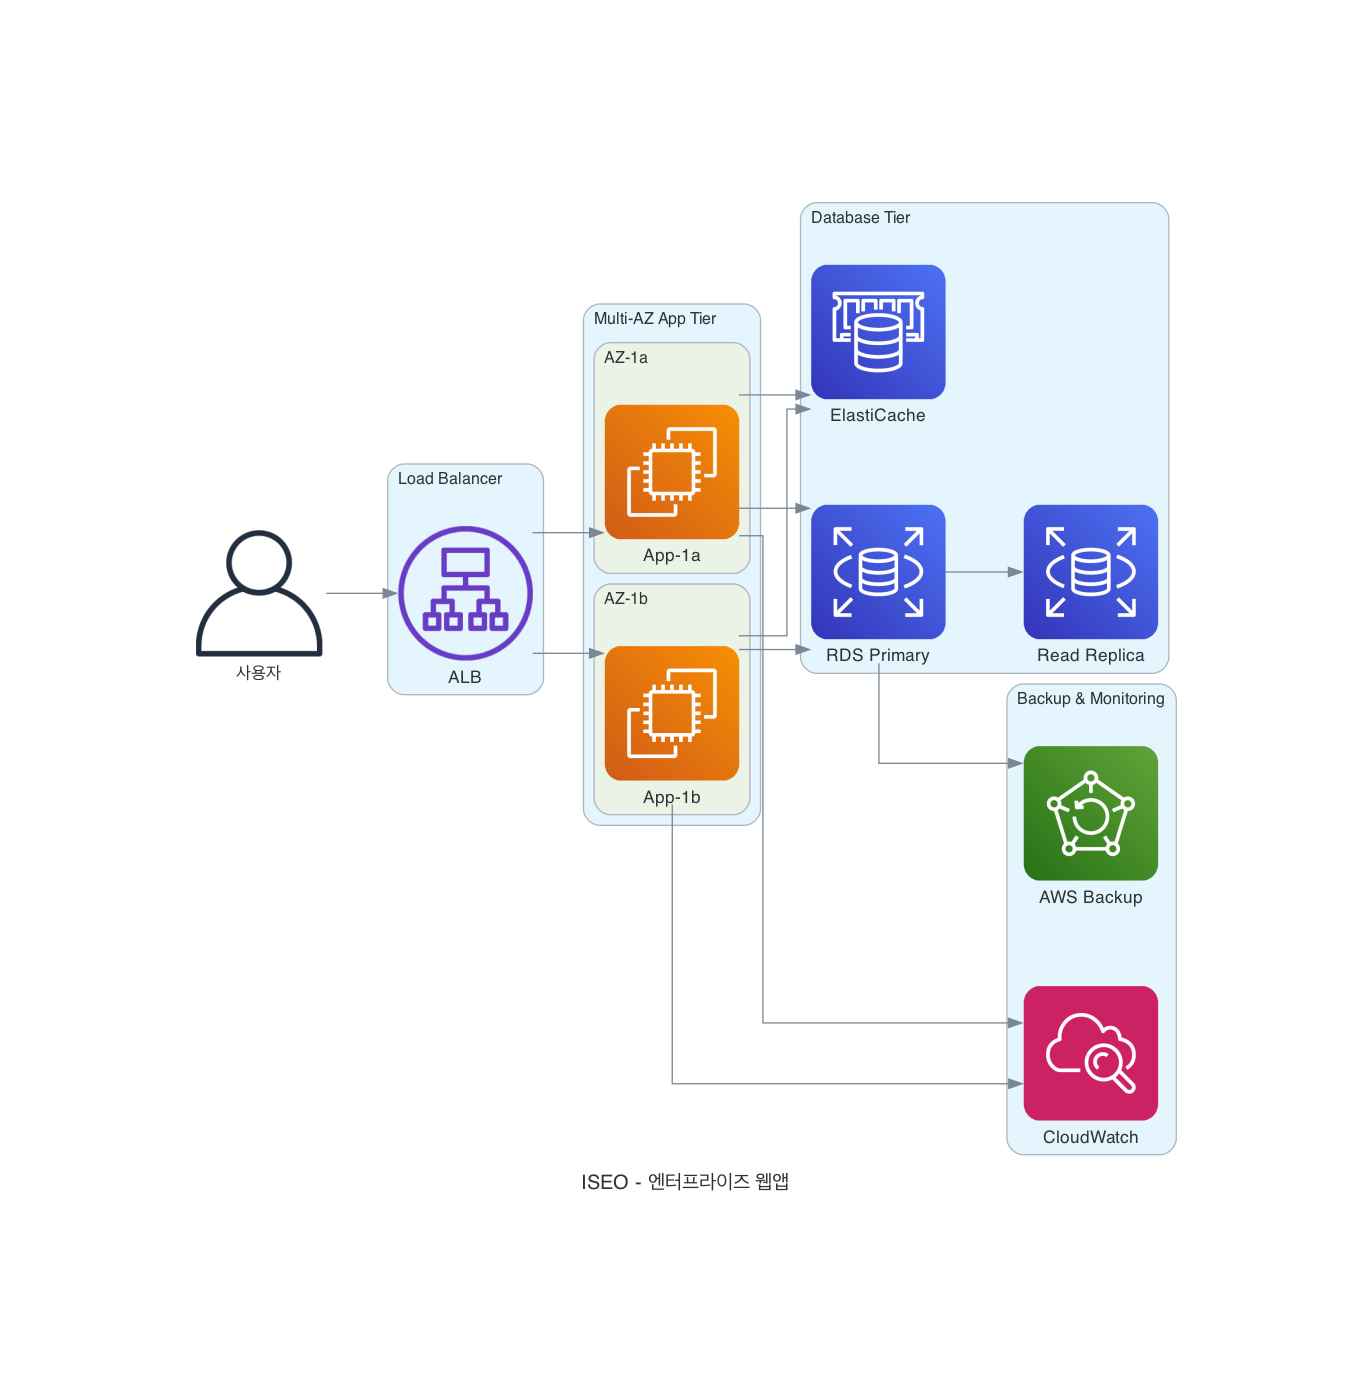 Database Tier
ElastiCache
Multi-AZ App Tier
AZ-1a
App-1a
Load Balancer
ALB
사용자
AZ-1b
App-1b
RDS Primary
Read Replica
Backup & Monitoring
AWS Backup
CloudWatch
ISEO - 엔터프라이즈 웹앱